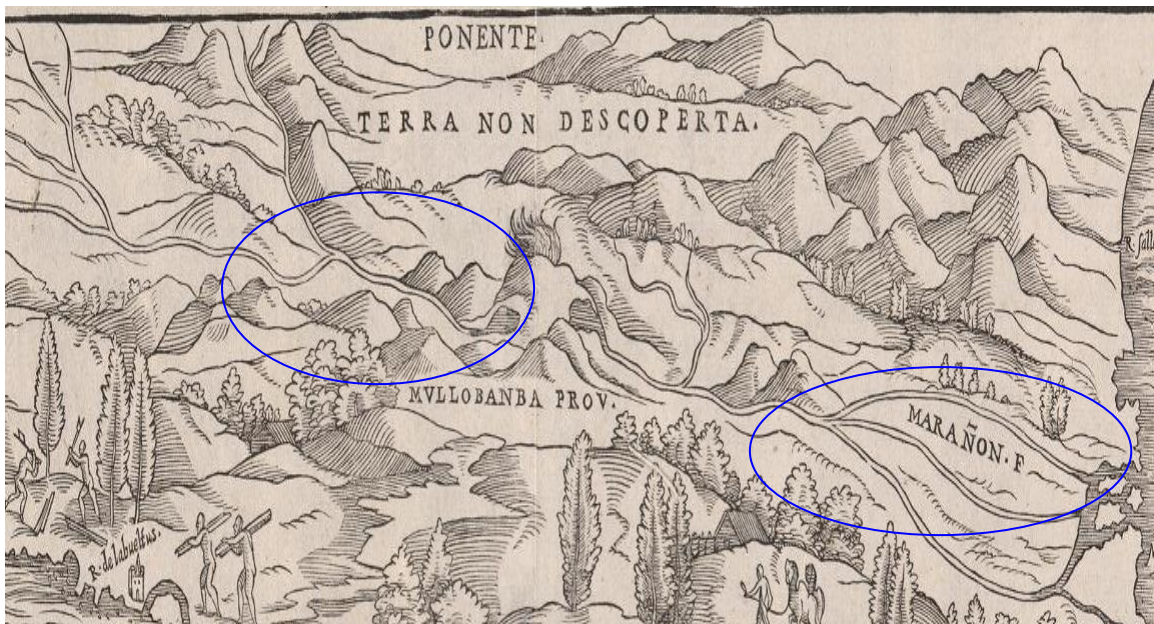 PONENTE.
TERRA NON DESCOPERTA.
MVLLOBANBA PROV.
MARAÑON. F